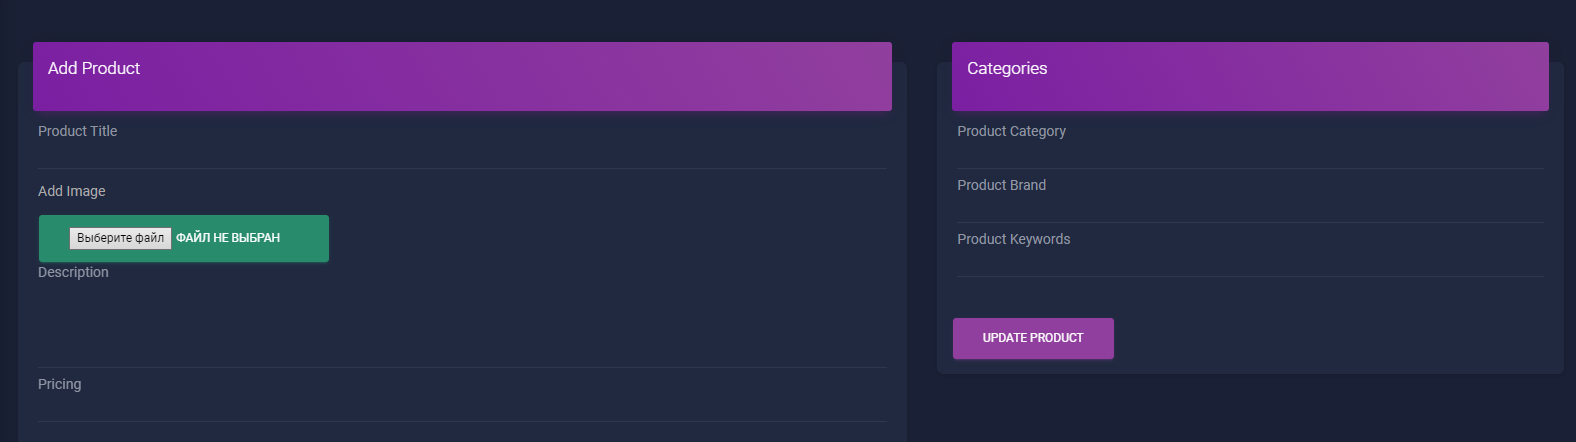 Add Product
Product Title
Add Image
Выберите файл ФАЙЛ НЕ ВЫБРАН
Description
Pricing
Categories
Product Category
Product Brand
Product Keywords
UPDATE PRODUCT